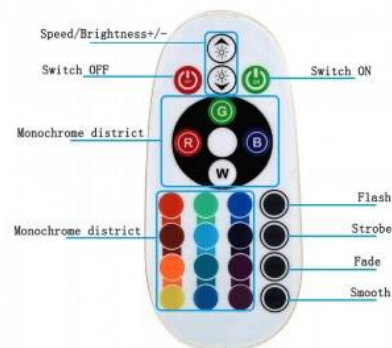 Speed/Brightness+/-
Switch OFF
Switch ON
Monochrome district
G
R
B
W
Monochrome district
Flash
Strobe
Fade
Smooth